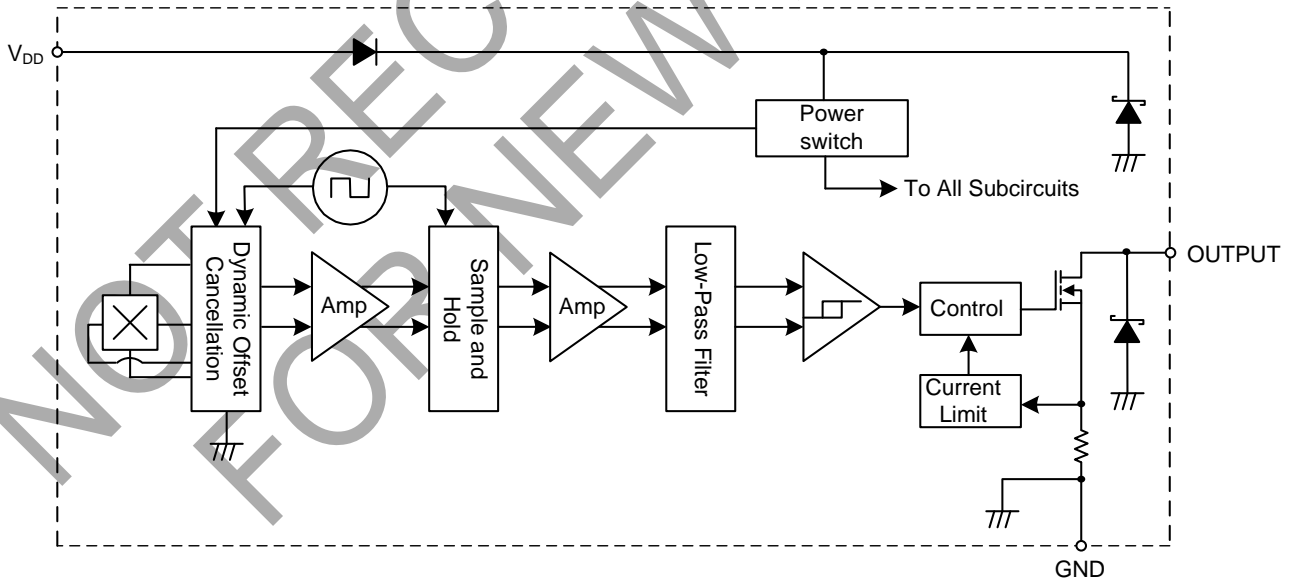 NOT REC
FOR NEW
VDD
Power
switch
To All Subcircuits
Dynamic Offset
Cancellation
Amp
Sample and
Hold
Amp
Low-Pass Filter
Control
Current
Limit
OUTPUT
GND